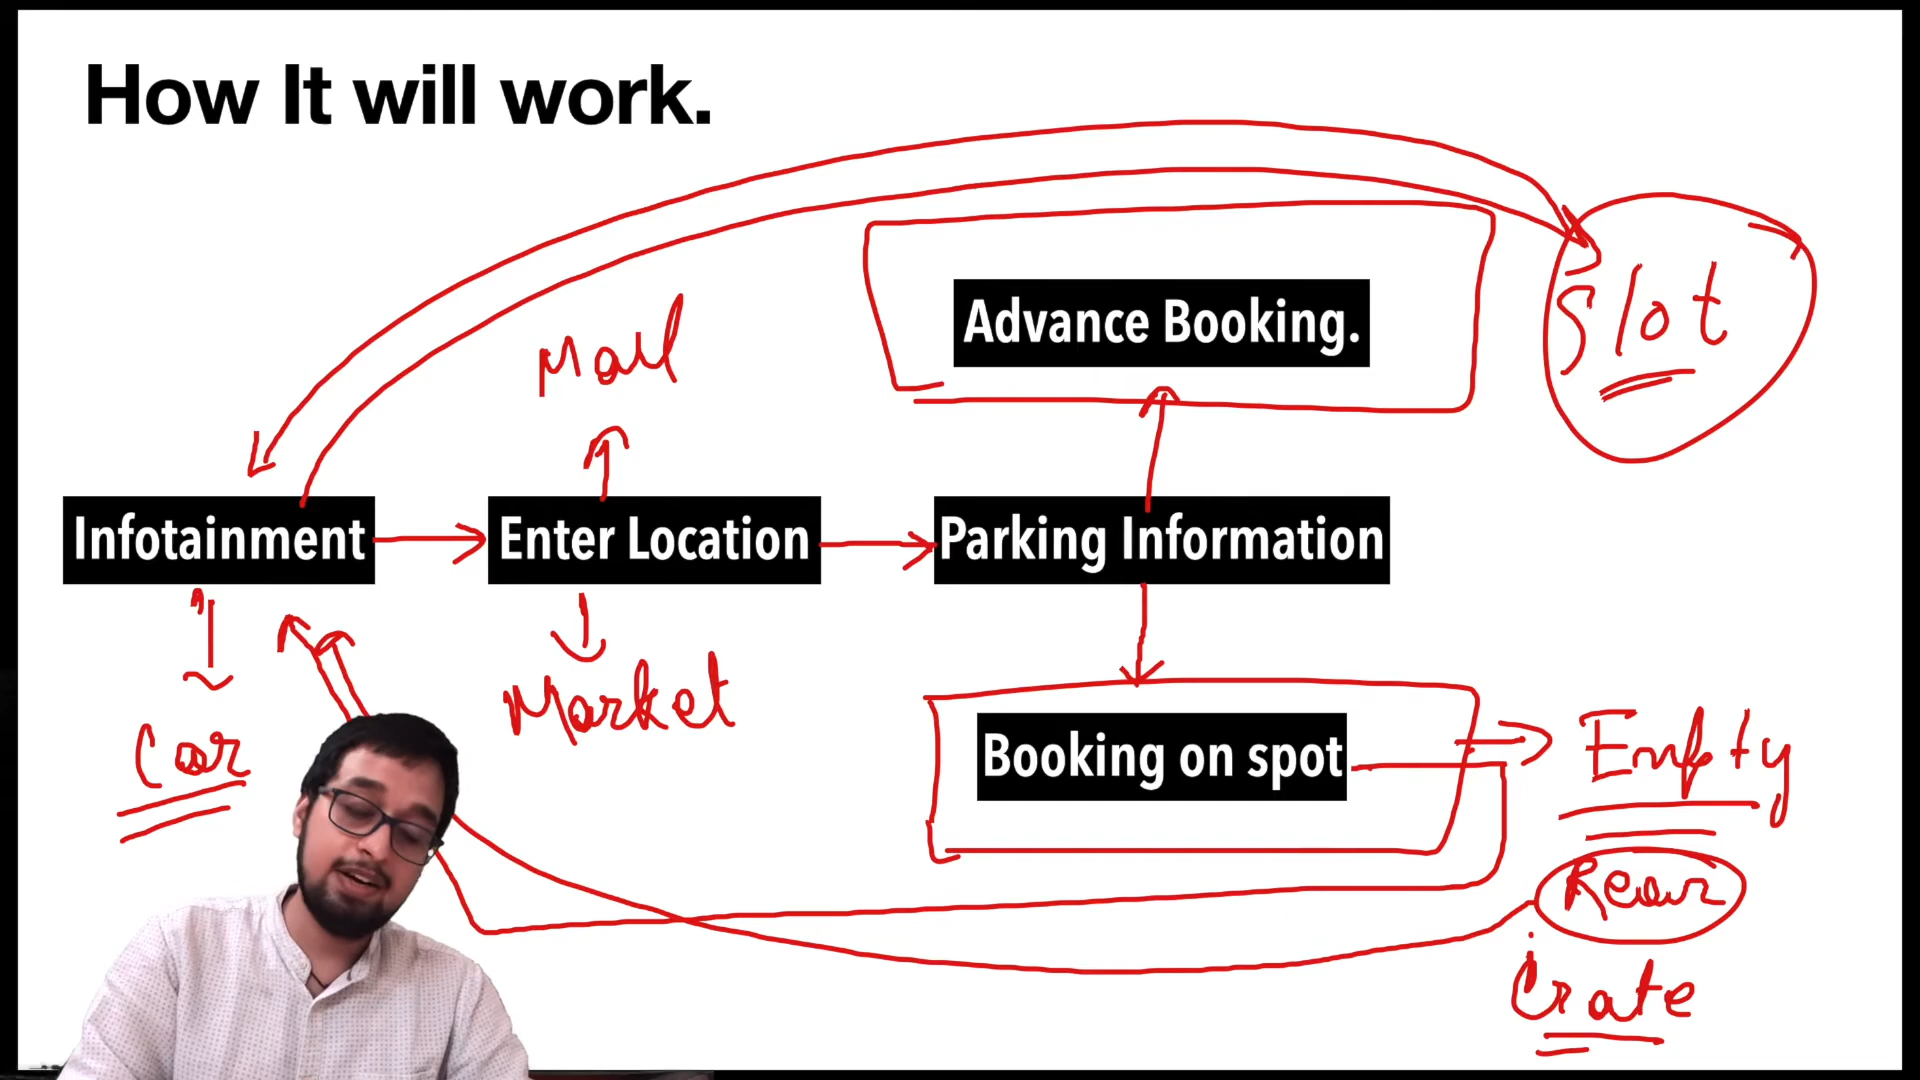 How It will work.
Slot
Advance Booking.
Mall
Infotainment
Enter Location
Parking Information
Car
Market
Booking on spot
Empty
Rear